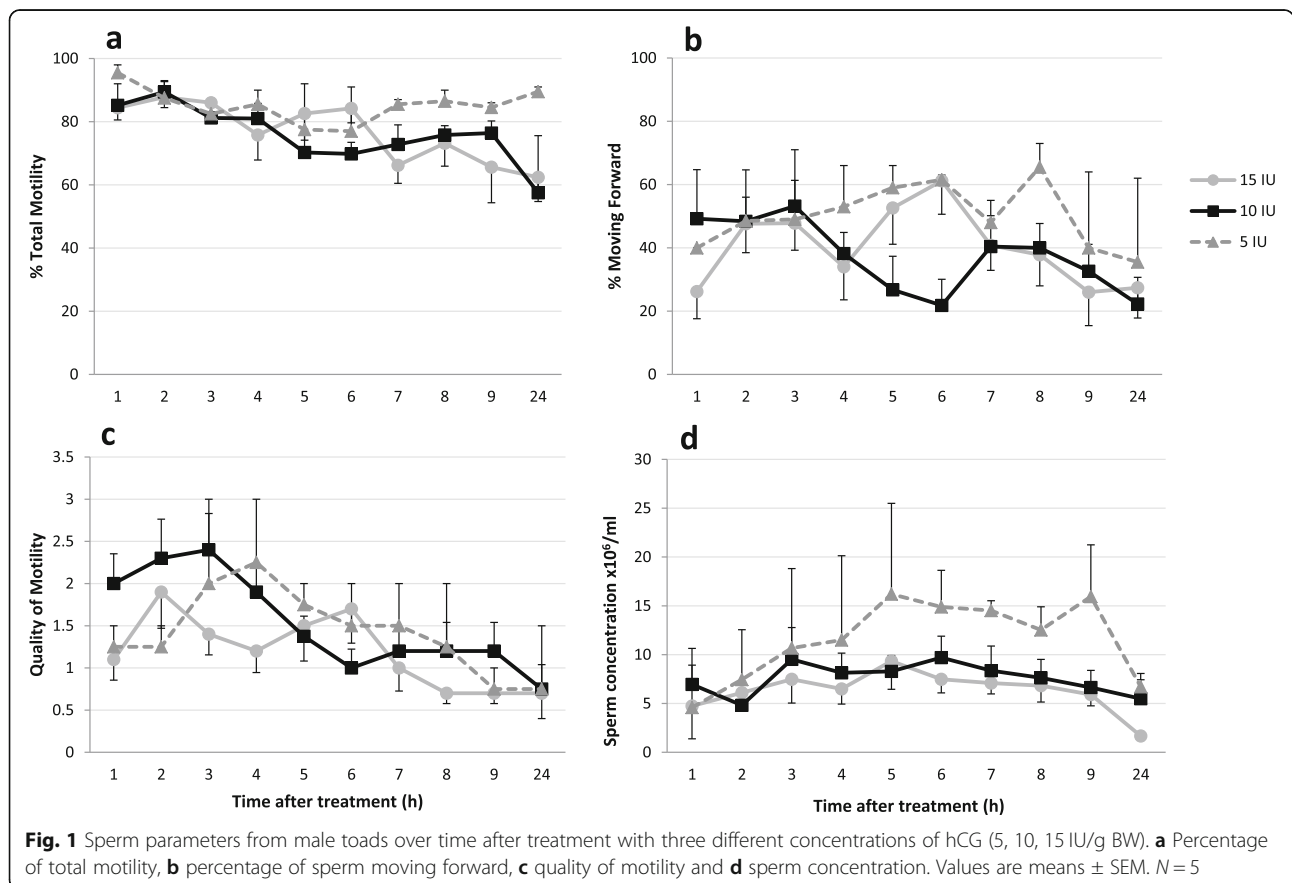 a
100
80
60
40
20
0
% Total Motility
1 2 3 4 5 6 7 8 9 24
b
100
80
60
40
20
0
% Moving Forward
1 2 3 4 5 6 7 8 9 24
15 IU
10 IU
5 IU
c
3.5
3
2.5
2
1.5
1
0.5
0
Quality of Motility
1 2 3 4 5 6 7 8 9 24
Time after treatment (h)
d
30
25
20
15
10
5
0
Sperm concentration x10⁶/ml
1 2 3 4 5 6 7 8 9 24
Time after treatment (h)
Fig. 1 Sperm parameters from male toads over time after treatment with three different concentrations of hCG (5, 10, 15 IU/g BW). a Percentage
of total motility, b percentage of sperm moving forward, c quality of motility and d sperm concentration. Values are means ± SEM. N = 5